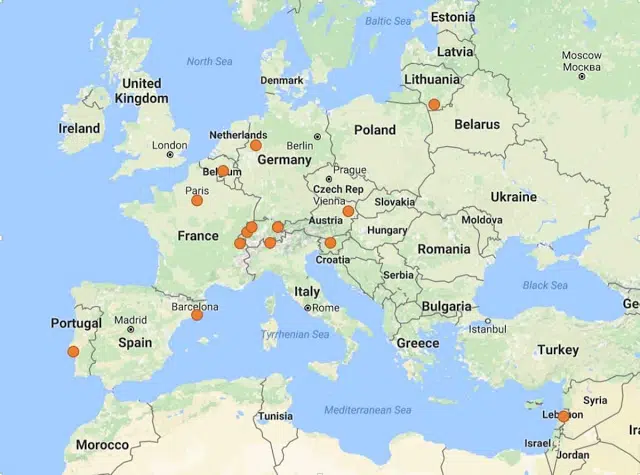 Estonia
Baltic Sea
Latvia
Moscow
Москва
North Sea
Denmark
Lithuania
United
Kingdom
Ireland
Netherlands
Belarus
Poland
London
Berlin
Germany
Belgium
Prague
Paris
Czech Rep
Ukraine
Vienna
Slovakia
Austria
Moldova
France
Hungary
Romania
Croatia
Serbia
Black Sea
Italy
Barcelona
Rome
Bulgaria
Portugal
Madrid
Istanbul
Spain
Tyrrhenian Sea
Greece
Turkey
Syria
Mediterranean Sea
Lebanon
Tunisia
Israel
Morocco
Jordan
Ge
Ira